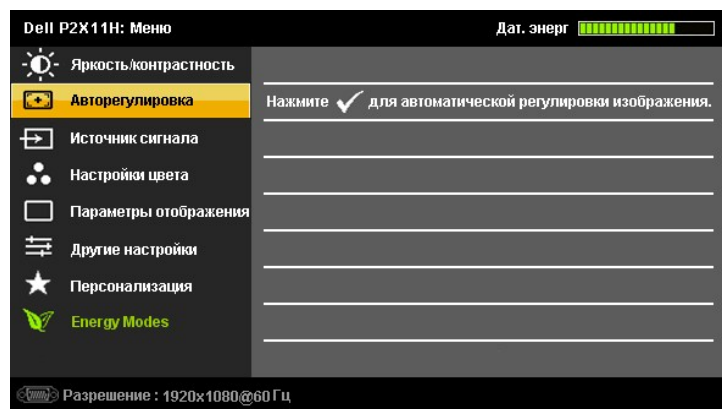 Dell P2X11H: Меню
Дат. энерг
Яркость/контрастность
Авторегулировка
Нажмите ✓ для автоматической регулировки изображения.
Источник сигнала
Настройки цвета
Параметры отображения
Другие настройки
Персонализация
Energy Modes
Разрешение : 1920x1080@60 Гц